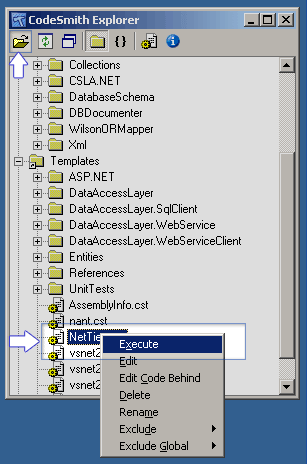 CodeSmith Explorer
{}
Collections
CSLA.NET
DatabaseSchema
DBDocumenter
WilsonORMapper
Xml
Templates
ASP.NET
DataAccessLayer
DataAccessLayer.SqlClient
DataAccessLayer.WebService
DataAccessLayer.WebServiceClient
Entities
References
UnitTests
AssemblyInfo.cst
nant.cst
NetTie
vsnet2
vsnet2
vsnet2
Execute
Edit
Edit Code Behind
Delete
Rename
Exclude
Exclude Global